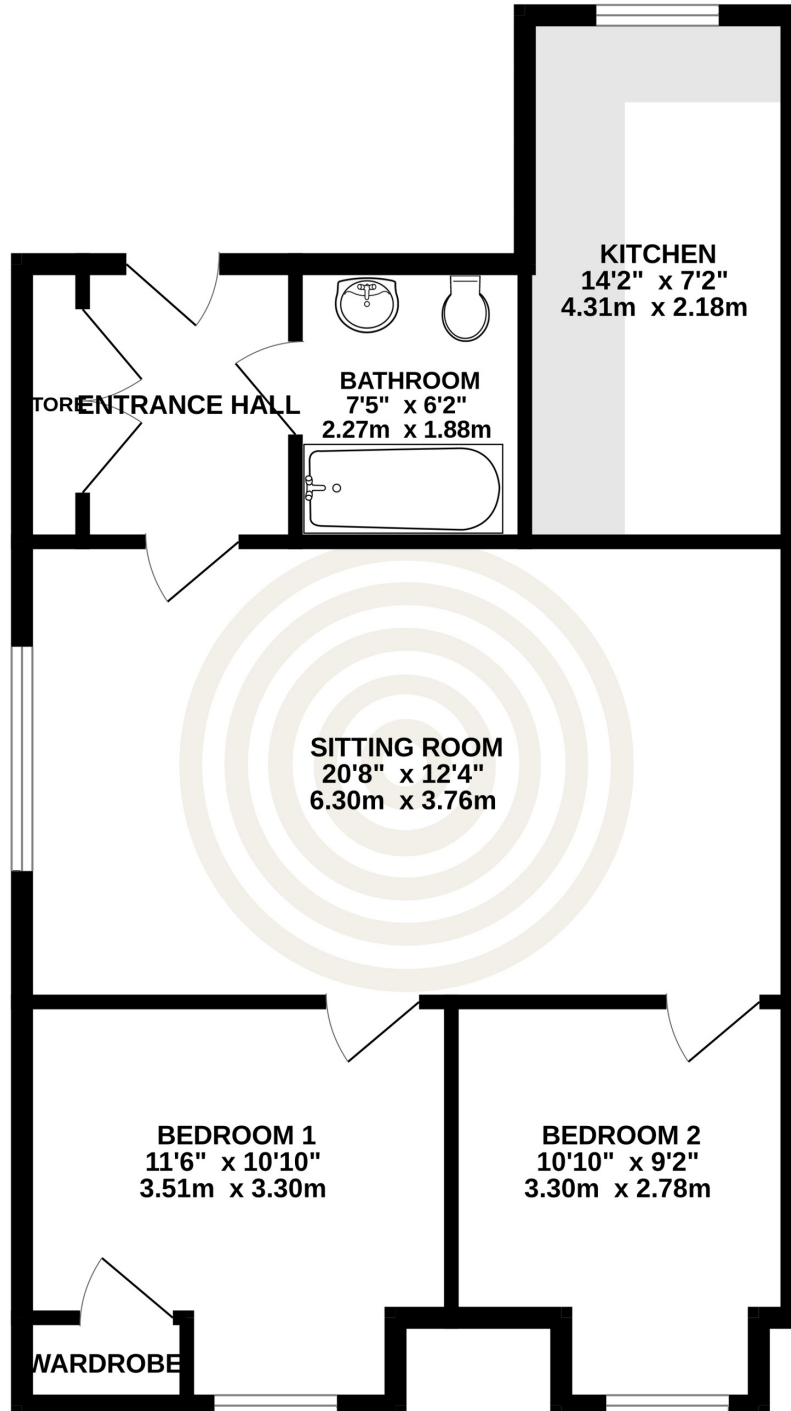 KITCHEN
14'2" x 7'2"
4.31m x 2.18m
TORE
ENTRANCE HALL
BATHROOM
7'5" x 6'2"
2.27m x 1.88m
SITTING ROOM
20'8" x 12'4"
6.30m x 3.76m
BEDROOM 1
11'6" x 10'10"
3.51m x 3.30m
BEDROOM 2
10'10" x 9'2"
3.30m x 2.78m
WARDROBE